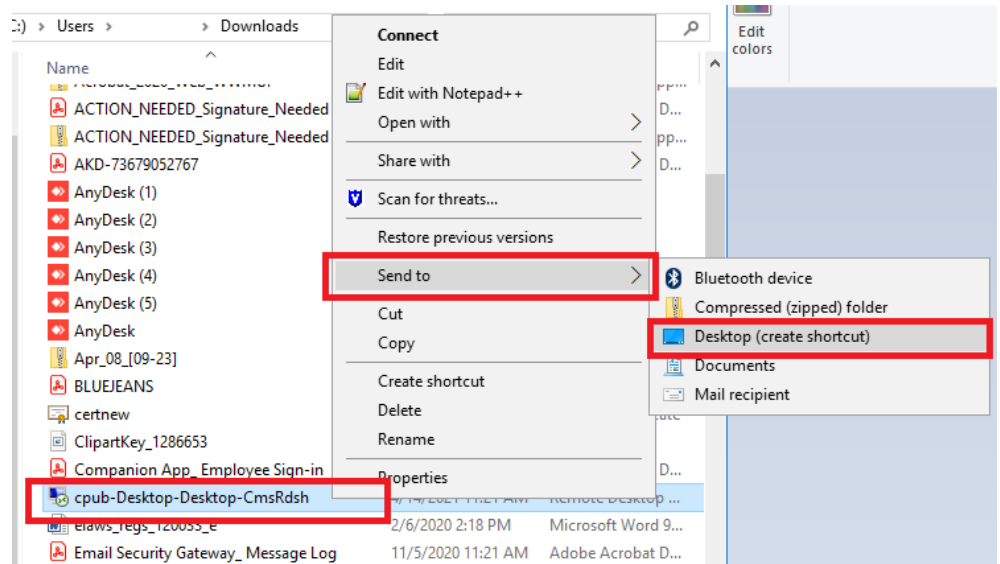 :) > Users > > Downloads
Name
ACTION_NEEDED_Signature_Needed
ACTION_NEEDED_Signature_Needed
AKD-73679052767
AnyDesk (1)
AnyDesk (2)
AnyDesk (3)
AnyDesk (4)
AnyDesk (5)
AnyDesk
Apr_08_[09-23]
BLUEJEANS
certnew
ClipartKey_1286653
Companion App_ Employee Sign-in
cpub-Desktop-Desktop-CmsRdsh
elaws_regs_120035_e 2/6/2020 2:18 PM Microsoft Word 9...
Email Security Gateway_ Message Log 11/5/2020 11:21 AM Adobe Acrobat D...
Connect
Edit
Edit with Notepad++
Open with
Share with
Scan for threats...
Restore previous versions
Send to
Cut
Copy
Create shortcut
Delete
Rename
Properties
D...
pp...
D...
D...
Bluetooth device
Compressed (zipped) folder
Desktop (create shortcut)
Documents
Mail recipient
Edit
colors